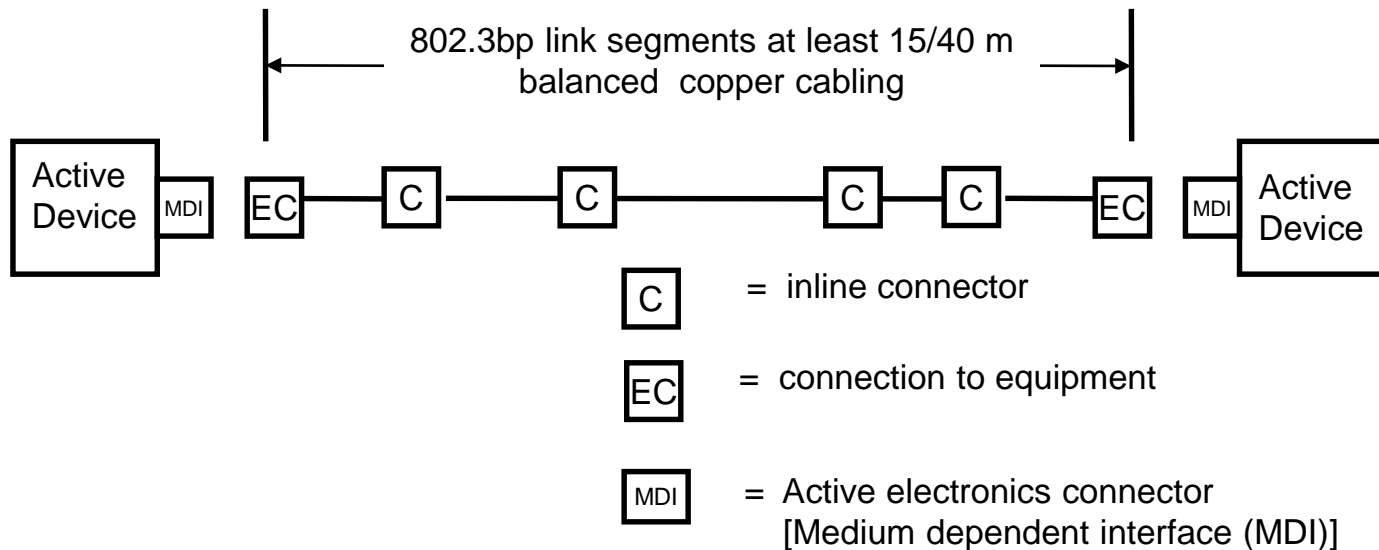 802.3bp link segments at least 15/40 m
balanced copper cabling
Active
Device
MDI
EC
C
C
C
C
EC
MDI
Active
Device
C
= inline connector
EC
= connection to equipment
MDI
= Active electronics connector
[Medium dependent interface (MDI)]